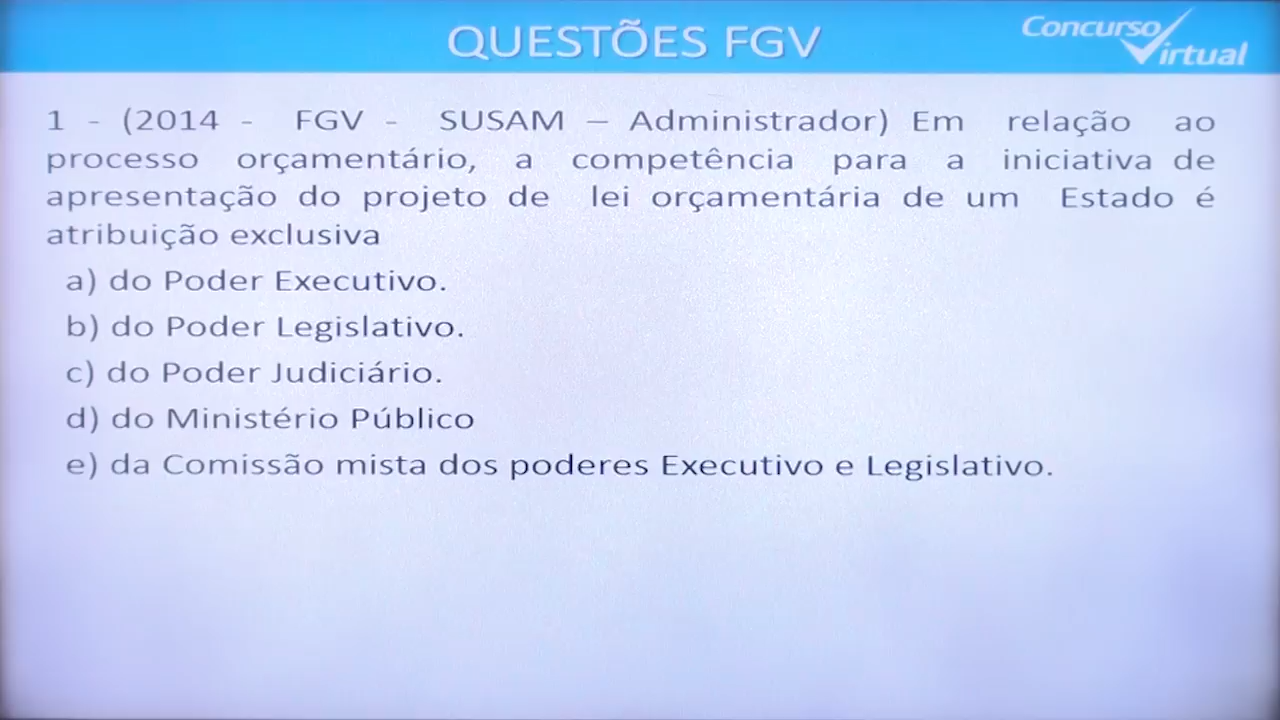 QUESTÕES FGV
Concurso Virtual
1 - (2014 - FGV - SUSAM – Administrador) Em relação ao
processo orçamentário, a competência para a iniciativa de
apresentação do projeto de lei orçamentária de um Estado é
atribuição exclusiva
a) do Poder Executivo.
b) do Poder Legislativo.
c) do Poder Judiciário.
d) do Ministério Público
e) da Comissão mista dos poderes Executivo e Legislativo.